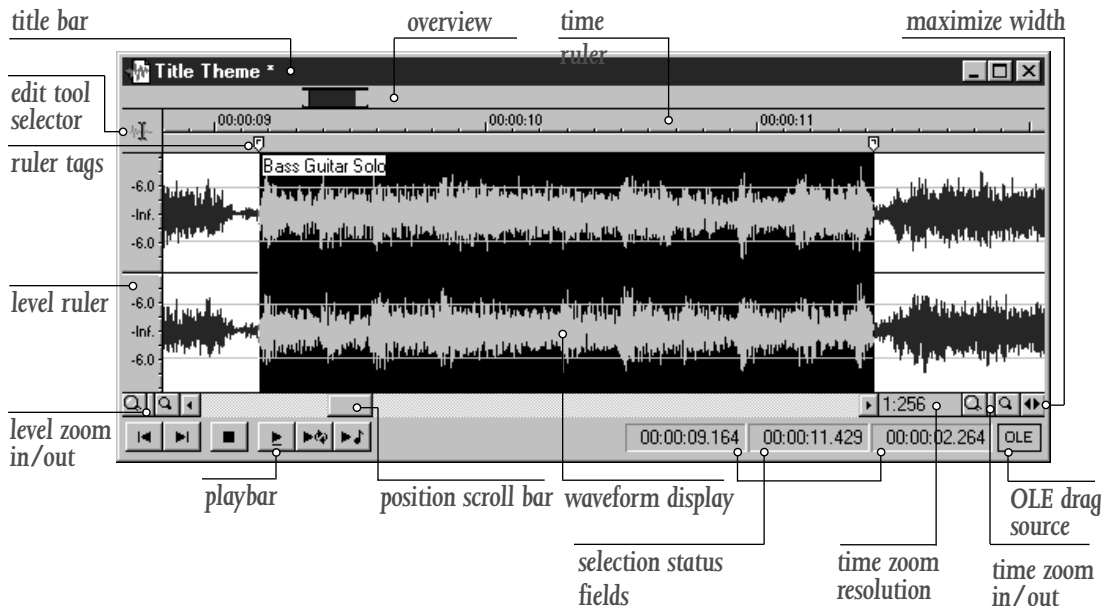 title bar
overview
time
ruler
maximize width
Title Theme *
edit tool
selector
00:00:09
00:00:10
00:00:11
ruler tags
Bass Guitar Solo
-6.0
-Inf.
-6.0
level ruler
-6.0
-Inf.
-6.0
1:256
level zoom
in/out
00:00:09.164
00:00:11.429
00:00:02.264
OLE
playbar
position scroll bar
waveform display
OLE drag
source
selection status
fields
time zoom
resolution
time zoom
in/out